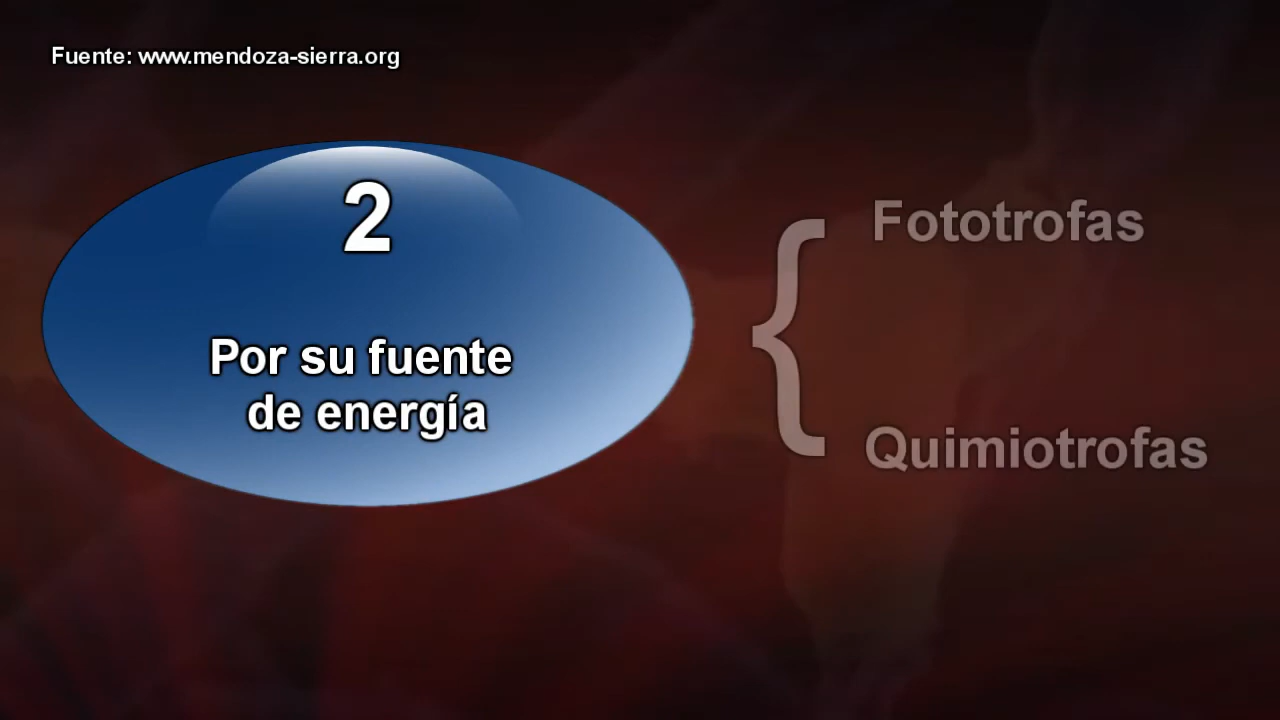 Fuente: www.mendoza-sierra.org
2
Por su fuente
de energía
{
Fototrofas
Quimiotrofas